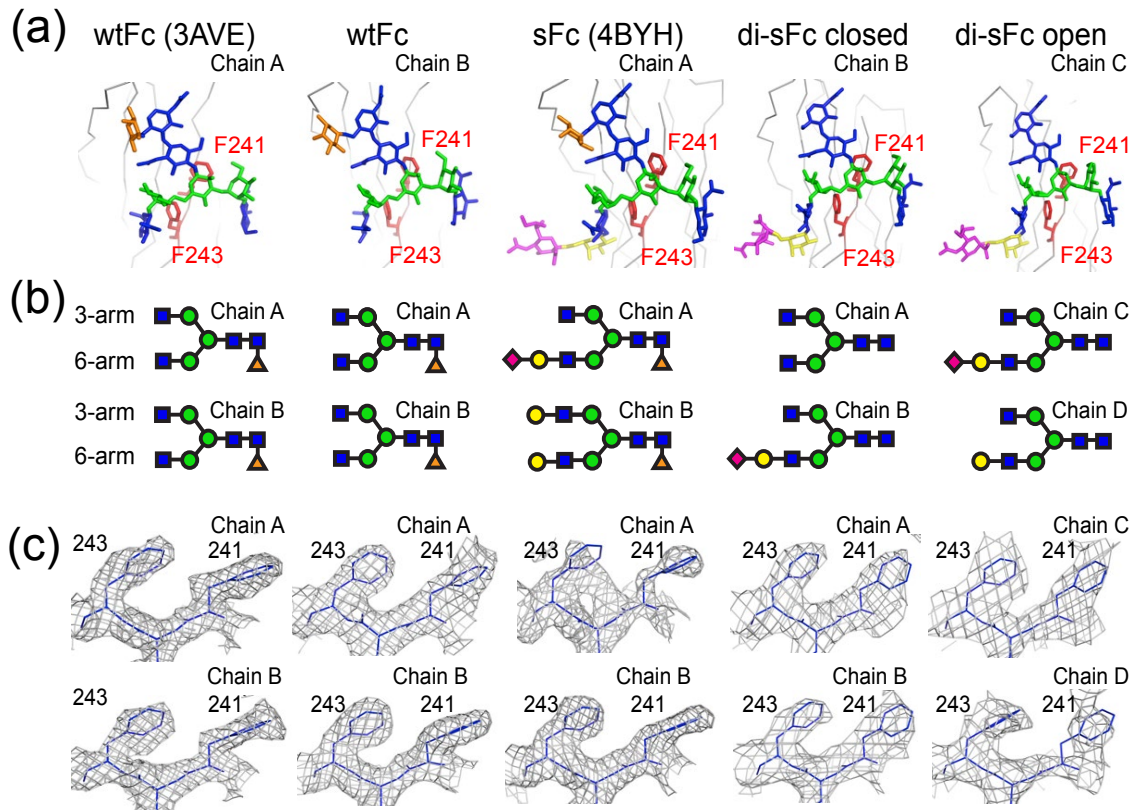 (a)
wtFc (3AVE) wtFc sFc (4BYH) di-sFc closed di-sFc open
Chain A Chain B Chain A Chain B Chain C
F241 F241 F241 F241
F243 F243 F243 F243
(b)
3-arm Chain A Chain A Chain A Chain A Chain C
6-arm
3-arm Chain B Chain B Chain B Chain B Chain D
6-arm
(c)
Chain A Chain A Chain A Chain A Chain C
243 241 243 241 243 241 243 241 243 241
Chain B Chain B Chain B Chain B Chain D
243 241 243 241 243 241 243 241 243 241